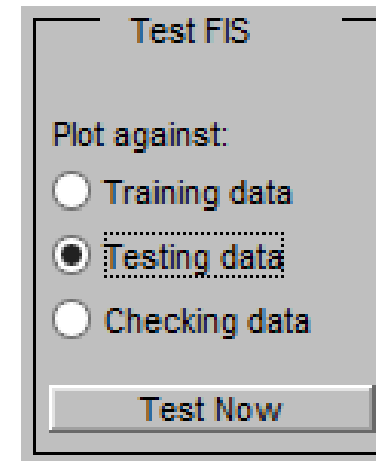 Test FIS
Plot against:
Training data
Testing data
Checking data
Test Now